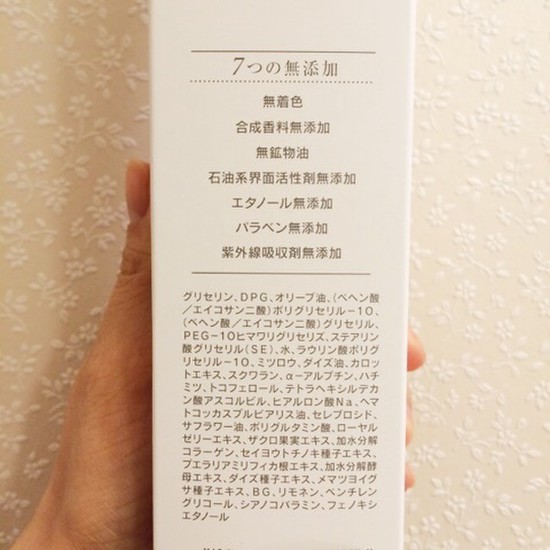 7つの無添加
無着色
合成香料無添加
無鉱物油
石油系界面活性剤無添加
エタノール無添加
パラベン無添加
紫外線吸収剤無添加
グリセリン、DPG、オリーブ油、(ベヘン酸
/エイコサン二酸)ポリグリセリル-10、
(ベヘン酸/エイコサン二酸)グリセリル、
PEG-10ヒマワリグリセリズ、ステアリン
酸グリセリル(SE)、水、ラウリン酸ポリグ
リセリル-10、ミツロウ、ダイズ油、カロッ
トエキス、スクワラン、α-アルブチン、ハチ
ミツ、トコフェロール、テトラヘキシルデカ
ン酸アスコルビル、ヒアルロン酸Na、ヘマ
トコッカスプルビアリス油、セレブロシド、
サフラワー油、ポリグルタミン酸、ローヤル
ゼリーエキス、ザクロ果実エキス、加水分解
コラーゲン、セイヨウトチノキ種子エキス、
プエラリアミリフィカ根エキス、加水分解酵
母エキス、ダイズ種子エキス、メマツヨイグ
サ種子エキス、BG、リモネン、ペンチレン
グリコール、シアノコバラミン、フェノキシ
エタノール